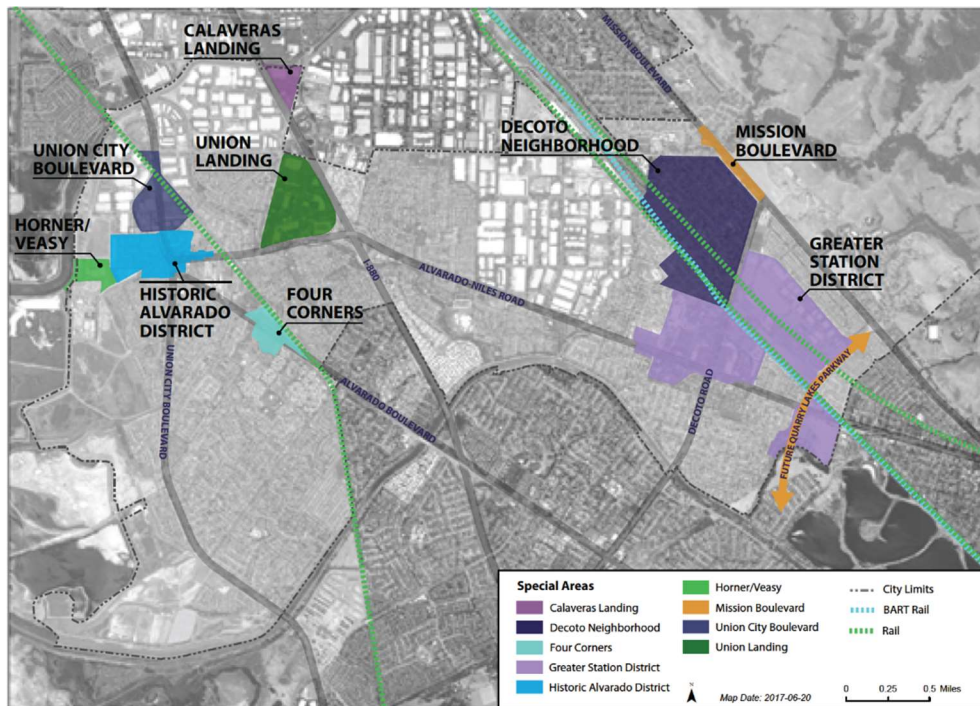 CALAVERAS
LANDING
MISSION BOULEVARD
UNION CITY
BOULEVARD
UNION
LANDING
DECOTO
NEIGHBORHOOD
MISSION
BOULEVARD
HORNER/
VEASY
HISTORIC
ALVARADO
DISTRICT
FOUR
CORNERS
I-880
ALVARADO-NILES ROAD
GREATER
STATION
DISTRICT
UNION CITY BOULEVARD
ALVARADO BOULEVARD
DECOTO ROAD
FUTURE QUARRY LAKES PARKWAY
Special Areas
Calaveras Landing
Decoto Neighborhood
Four Corners
Greater Station District
Historic Alvarado District
Horner/Veasy
Mission Boulevard
Union City Boulevard
Union Landing
City Limits
BART Rail
Rail
N
Map Date: 2017-06-20
0 0.25 0.5 Miles